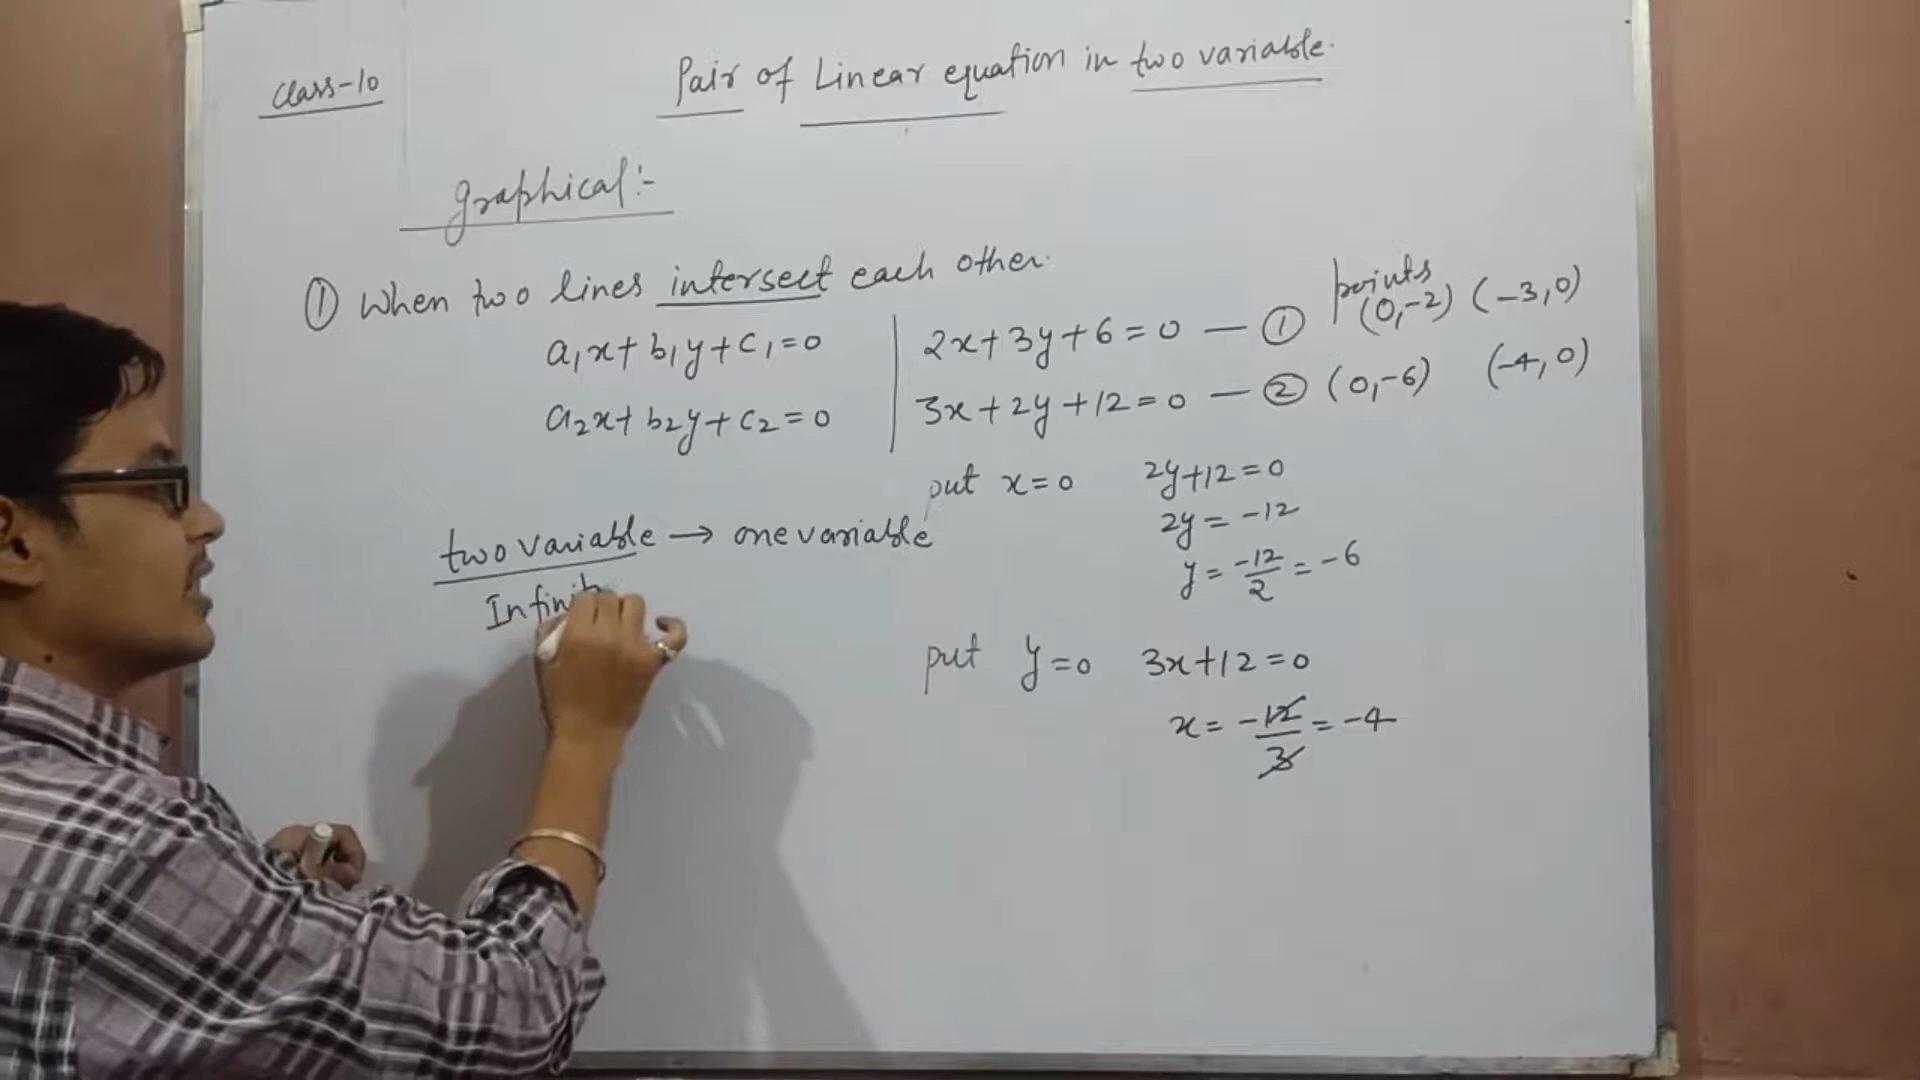 Class-10
Pair of Linear equation in two variable.
graphical:-
① When two lines intersect each other.
a₁x+b₁y+c₁=0
a₂x+b₂y+c₂=0
points
2x+3y+6=0 — ① (0,-2) (-3,0)
3x+2y+12=0 — ② (0,-6) (-4,0)
put x=0 2y+12=0
2y=-12
y=-12/2=-6
two variable → one variable
Infinit
put y=0 3x+12=0
x=-12/3=-4